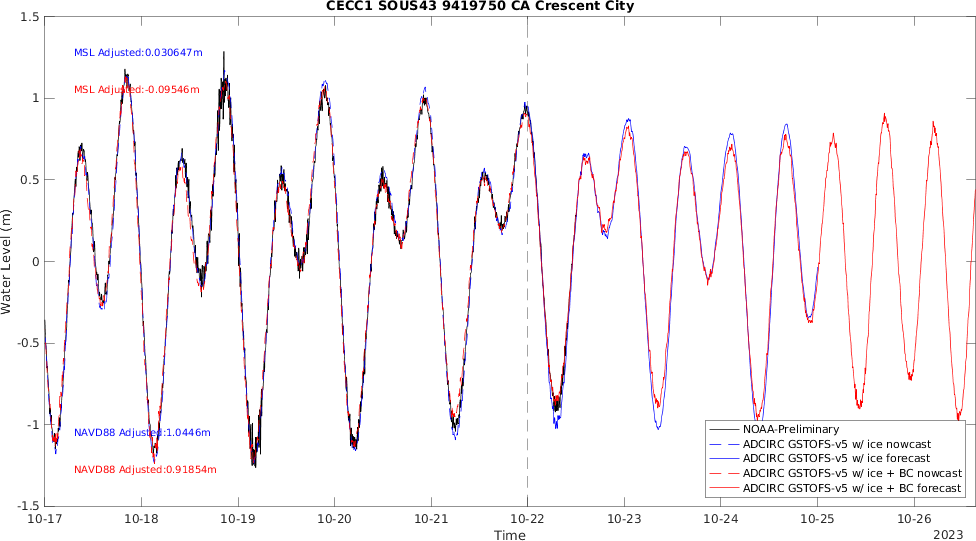 CECC1 SOUS43 9419750 CA Crescent City
MSL Adjusted:0.030647m
MSL Adjusted:-0.09546m
NAVD88 Adjusted:1.0446m
NAVD88 Adjusted:0.91854m
Water Level (m)
1.5
1
0.5
0
-0.5
-1
-1.5
NOAA-Preliminary
ADCIRC GSTOFS-v5 w/ ice nowcast
ADCIRC GSTOFS-v5 w/ ice forecast
ADCIRC GSTOFS-v5 w/ ice + BC nowcast
ADCIRC GSTOFS-v5 w/ ice + BC forecast
10-17 10-18 10-19 10-20 10-21 10-22 10-23 10-24 10-25 10-26
Time
2023